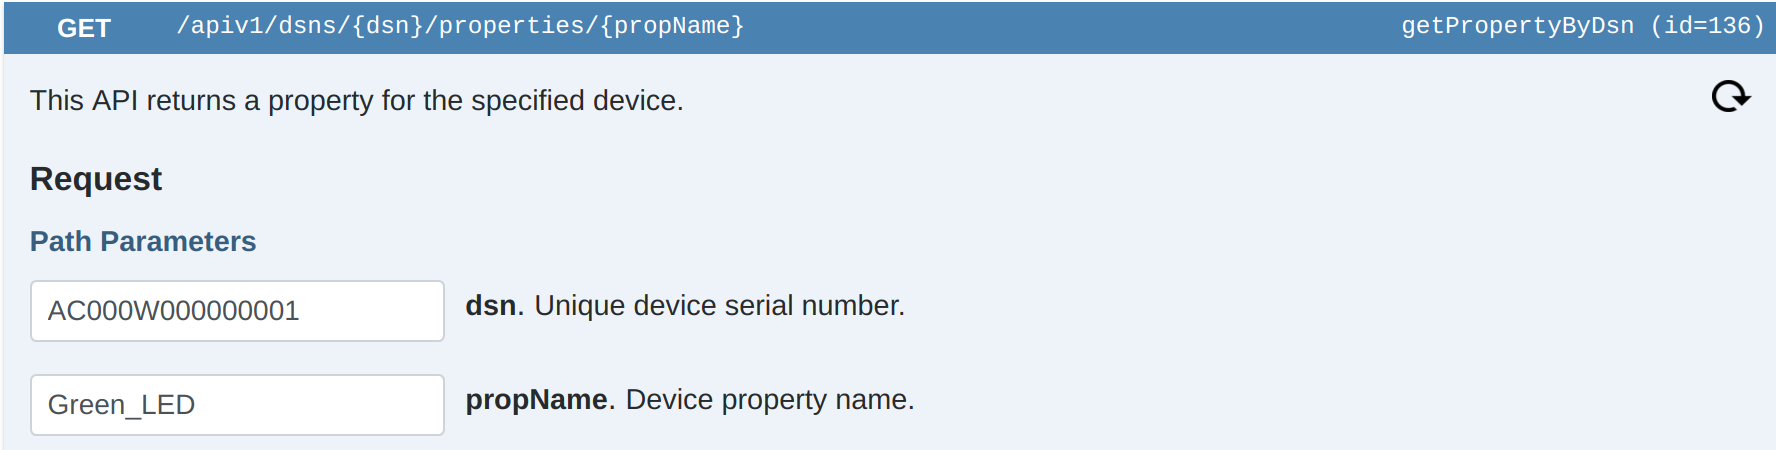 GET /apiv1/dsns/{dsn}/properties/{propName} getPropertyByDsn (id=136)
This API returns a property for the specified device.
Request
Path Parameters
AC000W000000001 dsn. Unique device serial number.
Green_LED propName. Device property name.